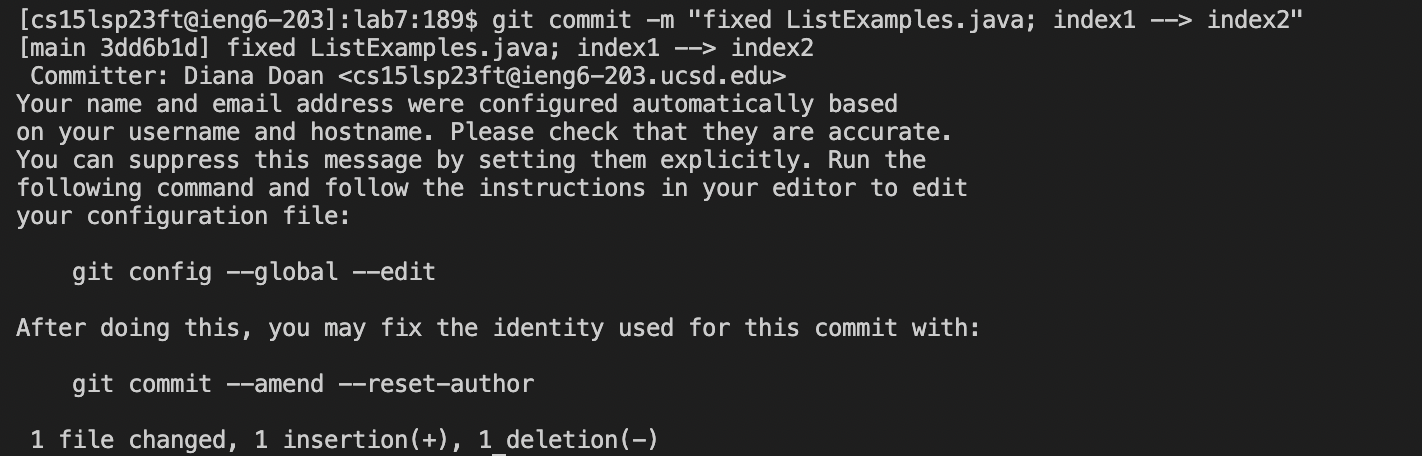 [cs15lsp23ft@ieng6-203]:lab7:189$ git commit -m "fixed ListExamples.java; index1 --> index2"
[main 3dd6b1d] fixed ListExamples.java; index1 --> index2
 Committer: Diana Doan <cs15lsp23ft@ieng6-203.ucsd.edu>
Your name and email address were configured automatically based
on your username and hostname. Please check that they are accurate.
You can suppress this message by setting them explicitly. Run the
following command and follow the instructions in your editor to edit
your configuration file:

    git config --global --edit

After doing this, you may fix the identity used for this commit with:

    git commit --amend --reset-author

 1 file changed, 1 insertion(+), 1 deletion(-)